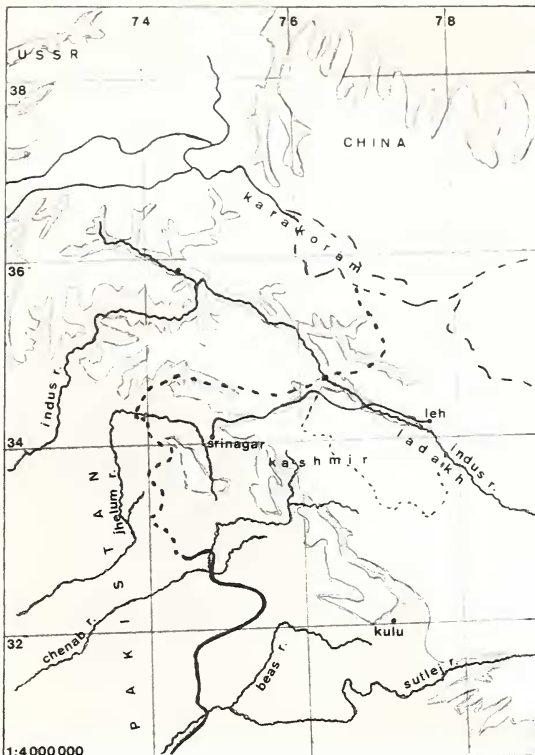 74 76 78
USSR
38
CHINA
karakoram
36
indus r.
leh
34
srinagar
ladakh
indus r.
kashmir
jhelum r.
PAKISTAN
32
kulu
chenab r.
beas r.
sutlej r.
1:4000000